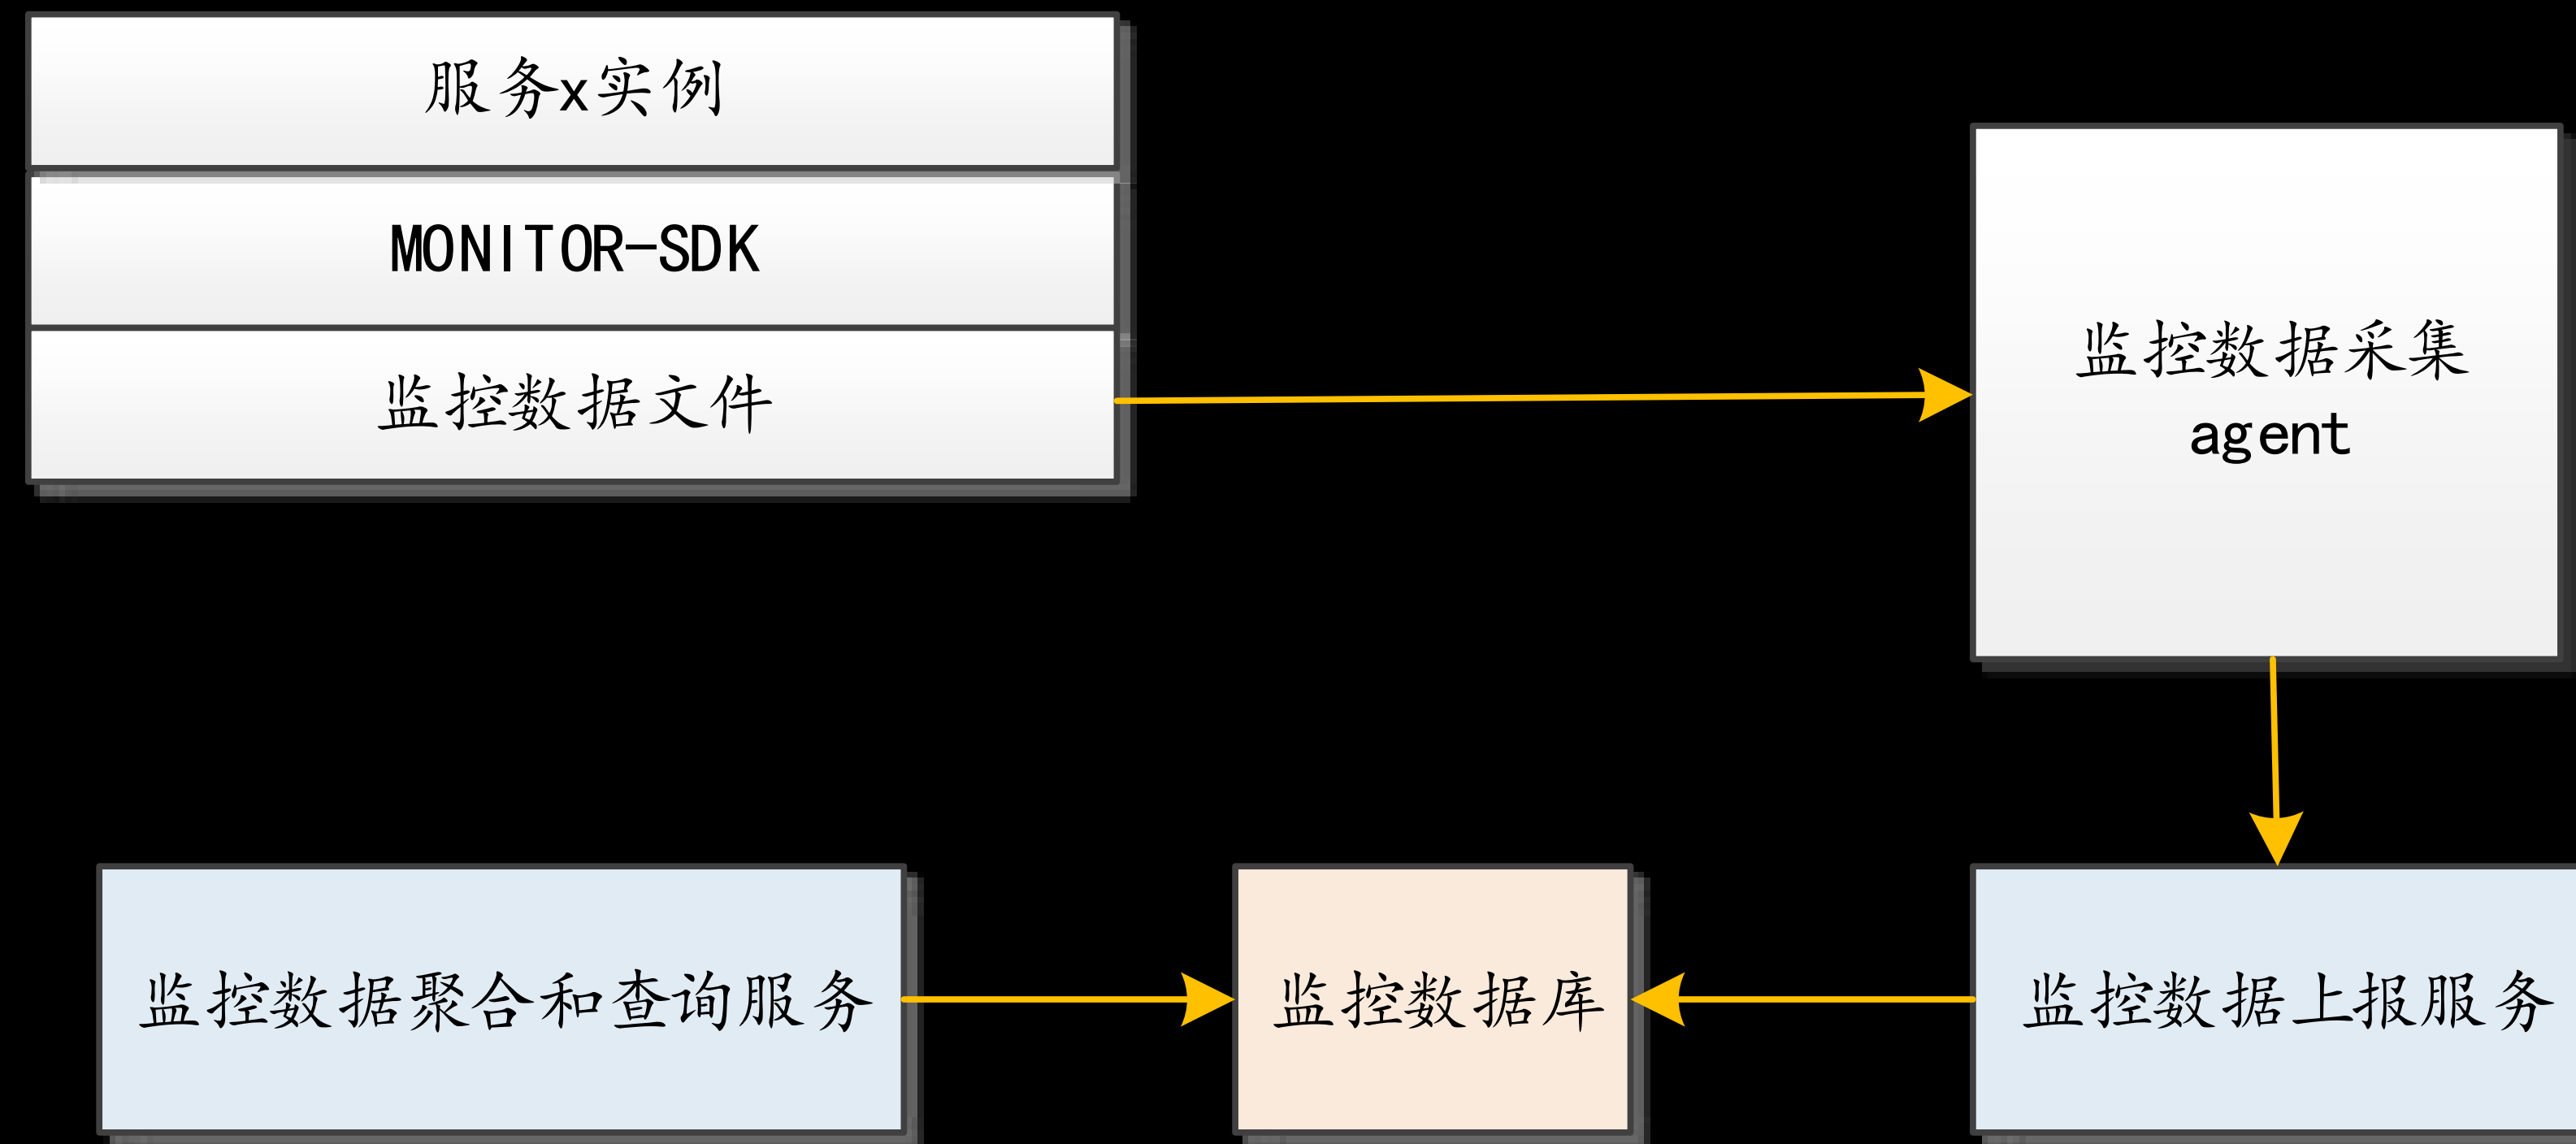 服务x实例
MONITOR-SDK
监控数据文件
监控数据采集
agent
监控数据聚合和查询服务
监控数据库
监控数据上报服务